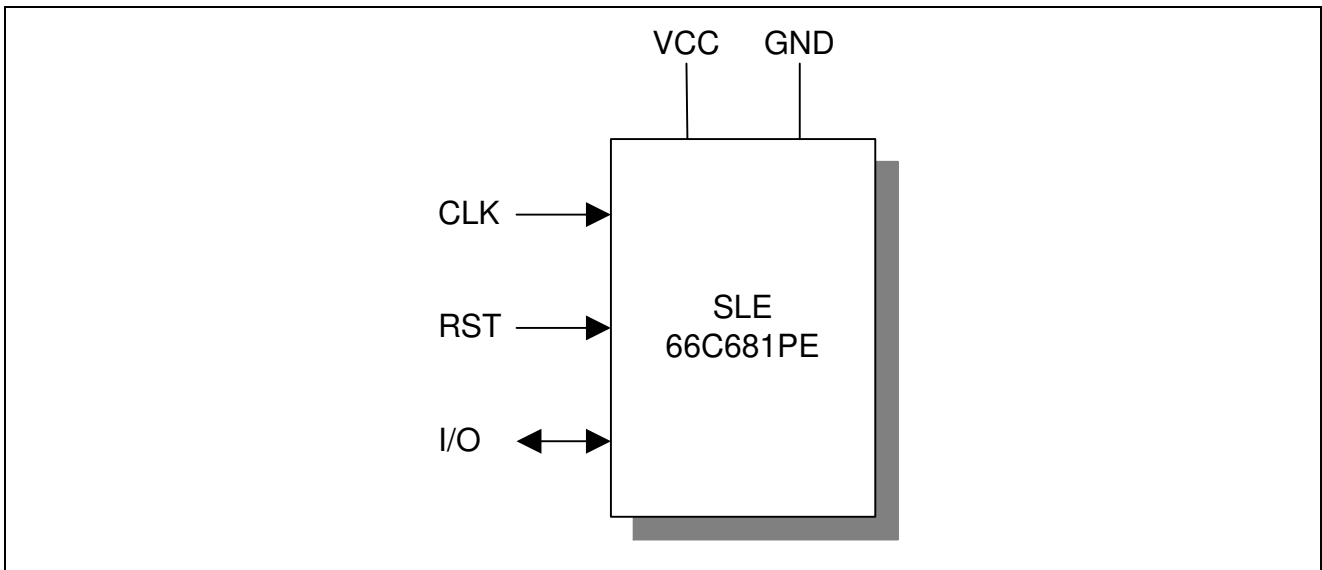 VCC GND
CLK
RST
SLE
66C681PE
I/O